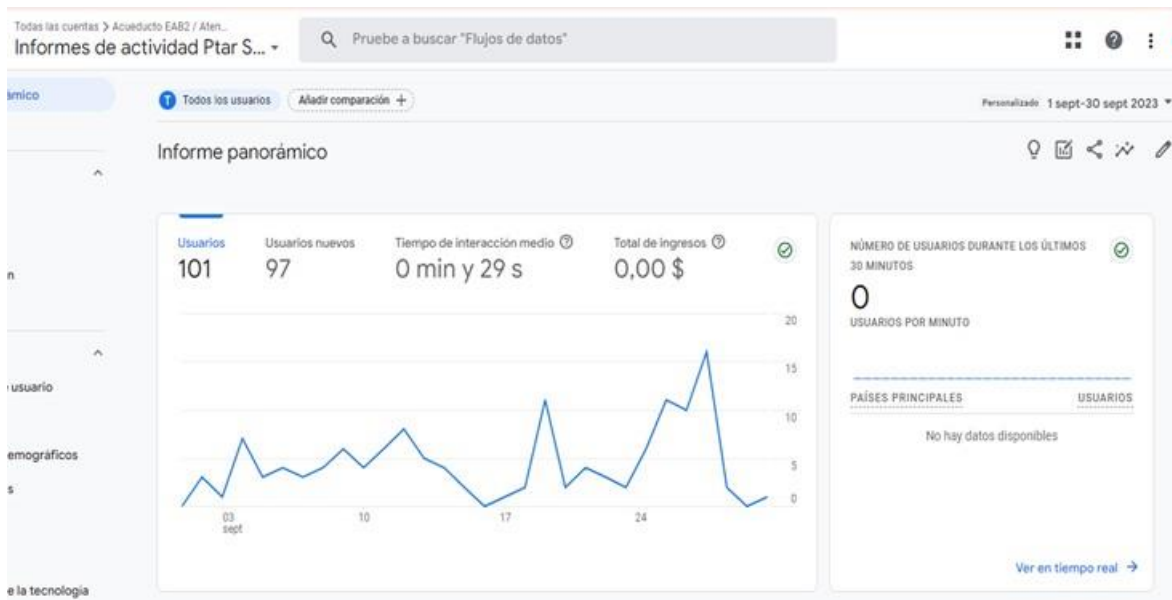 Todas las cuentas > Acueducto EAB2 / Aten...
Informes de actividad Ptar S...
Pruebe a buscar "Flujos de datos"
ámico
T Todos los usuarios
Añadir comparación +
Personalizado 1 sept-30 sept 2023
Informe panorámico
Usuarios
101
Usuarios nuevos
97
Tiempo de interacción medio
0 min y 29 s
Total de ingresos
0,00 $
20
15
10
5
0
03
sept
10
17
24
NÚMERO DE USUARIOS DURANTE LOS ÚLTIMOS
30 MINUTOS
0
USUARIOS POR MINUTO
PAÍSES PRINCIPALES
USUARIOS
No hay datos disponibles
Ver en tiempo real →
n
usuario
emográficos
s
e la tecnología